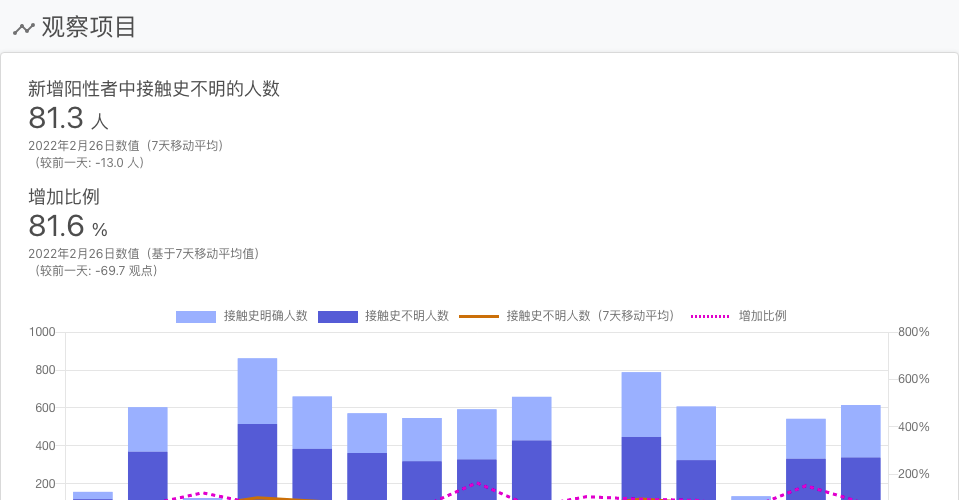 观察项目
新增阳性者中接触史不明的人数
81.3 人
2022年2月26日数值（7天移动平均）
（较前一天: -13.0 人）
增加比例
81.6 %
2022年2月26日数值（基于7天移动平均值）
（较前一天: -69.7 观点）
接触史明确人数 接触史不明人数 接触史不明人数（7天移动平均） 增加比例
1000 800%
800
600%
600
400%
400
200%
200